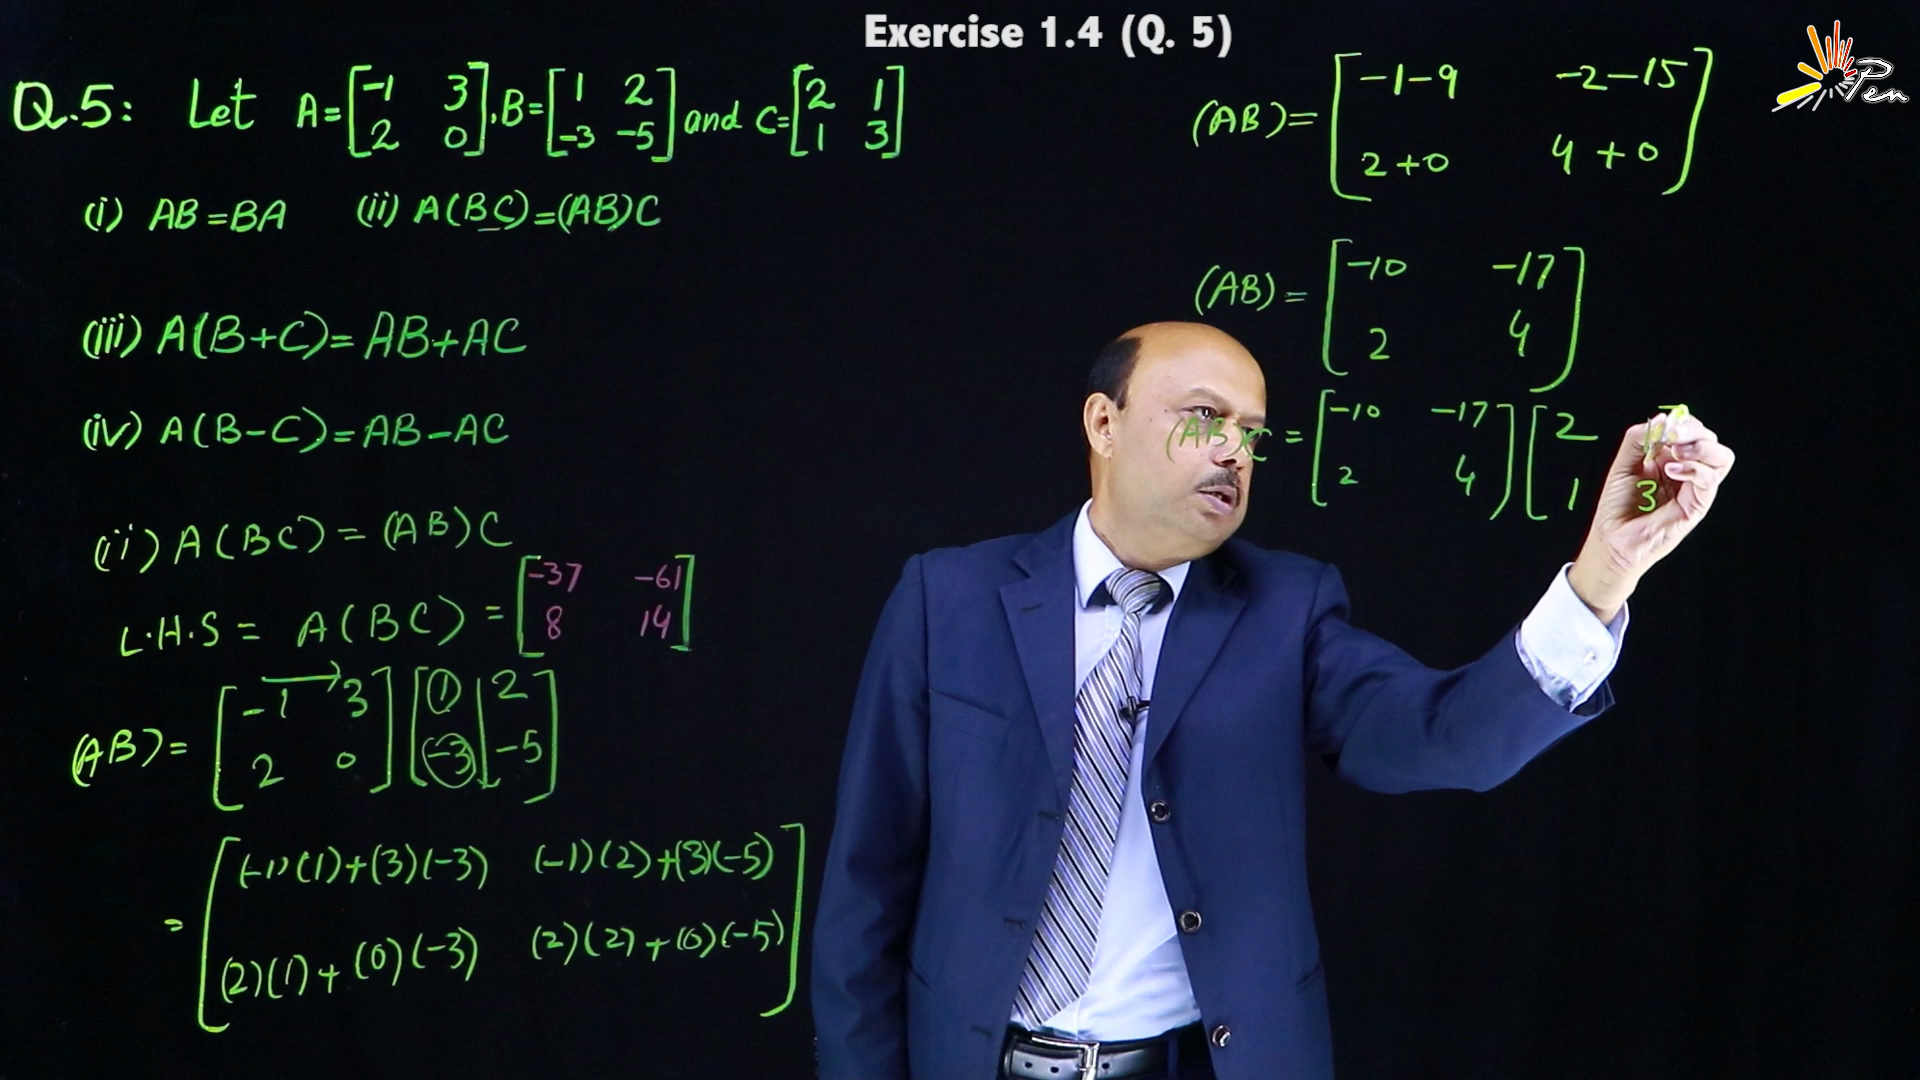 Exercise 1.4 (Q. 5)
Pen
Q.5: Let A=[-1 3 2 0], B=[1 2 -3 -5] and C=[2 1 1 3]
(i) AB=BA (ii) A(BC)=(AB)C
(iii) A(B+C)=AB+AC
(iv) A(B-C)=AB-AC
(ii) A(BC)=(AB)C
L.H.S = A(BC) = [-37 -61 8 14]
(AB)= [-1 3 2 0] [1 2 -3 -5]
= [(-1)(1)+(3)(-3) (-1)(2)+(3)(-5)
(2)(1)+(0)(-3) (2)(2)+(0)(-5)]
(AB)= [-1-9 -2-15
2+0 4+0]
(AB)= [-10 -17
2 4]
(AB)C = [-10 -17 2 4] [2 1 1 3